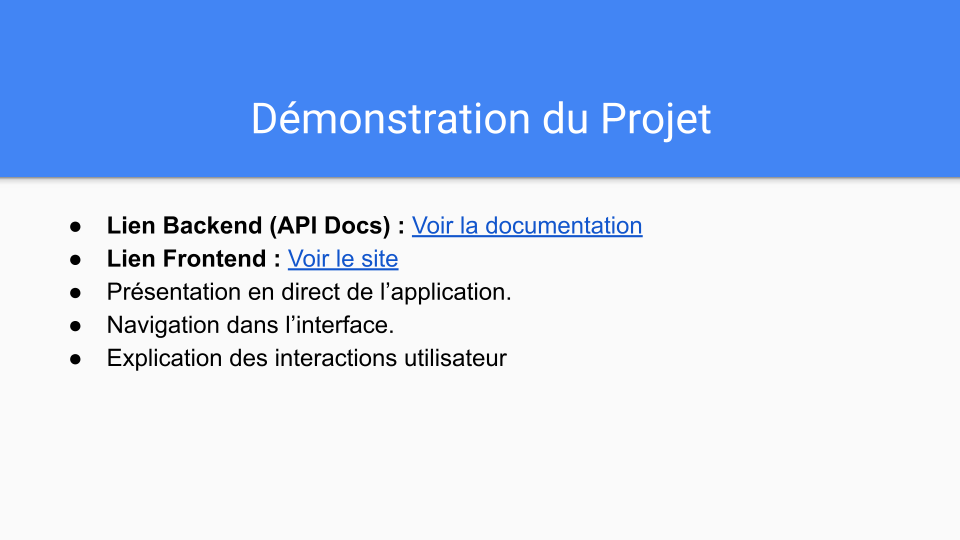 Démonstration du Projet
● Lien Backend (API Docs) : Voir la documentation
● Lien Frontend : Voir le site
● Présentation en direct de l’application.
● Navigation dans l’interface.
● Explication des interactions utilisateur